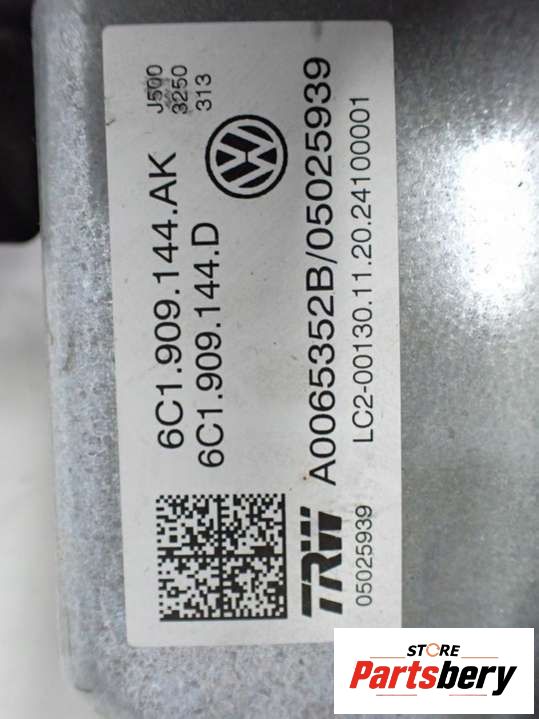 J500
3250
313
6C1.909.144.AK
6C1.909.144.D
A0065352B/05025939
LC2-00130.11.20.24100001
TRW
05025939
STORE
Partsbery